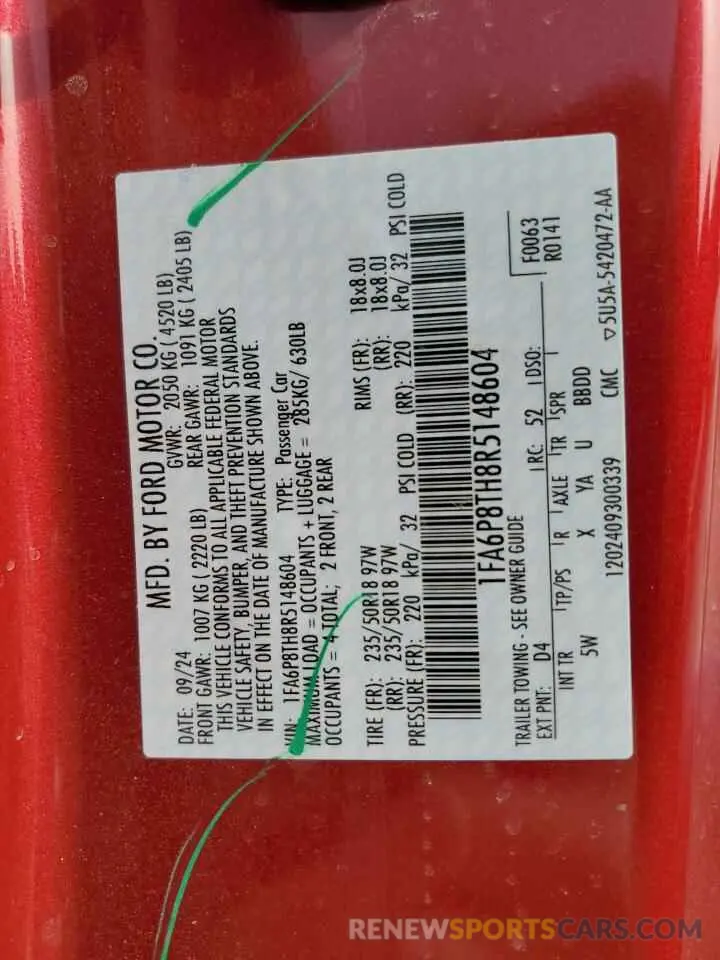 MFD. BY FORD MOTOR CO.
DATE: 09/24 GVWR: 2050 KG ( 4520 LB)
FRONT GAWR: 1007 KG ( 2220 LB) REAR GAWR: 1091 KG ( 2405 LB)
THIS VEHICLE CONFORMS TO ALL APPLICABLE FEDERAL MOTOR
VEHICLE SAFETY, BUMPER, AND THEFT PREVENTION STANDARDS
IN EFFECT ON THE DATE OF MANUFACTURE SHOWN ABOVE.
VIN: 1FA6P8TH8R5148604 TYPE: Passenger Car
MAXIMUM LOAD = OCCUPANTS + LUGGAGE = 285KG/ 630LB
OCCUPANTS = 4 TOTAL; 2 FRONT, 2 REAR
TIRE (FR): 235/50R18 97W RIMS (FR): 18x8.0J
(RR): 235/50R18 97W (RR): 18x8.0J
PRESSURE (FR): 220 kPa/ 32 PSI COLD (RR): 220 kPa/ 32 PSI COLD
1FA6P8TH8R5148604
TRAILER TOWING - SEE OWNER GUIDE F0063
EXT PNT: D4 RC: 52 DSO: R0141
INT TR TP/PS R AXLE TR SPR
5W X YA U BBDD
1202409300339 CMC ▽5U5A-5420472-AA
RENEWSPORTSCARS.COM